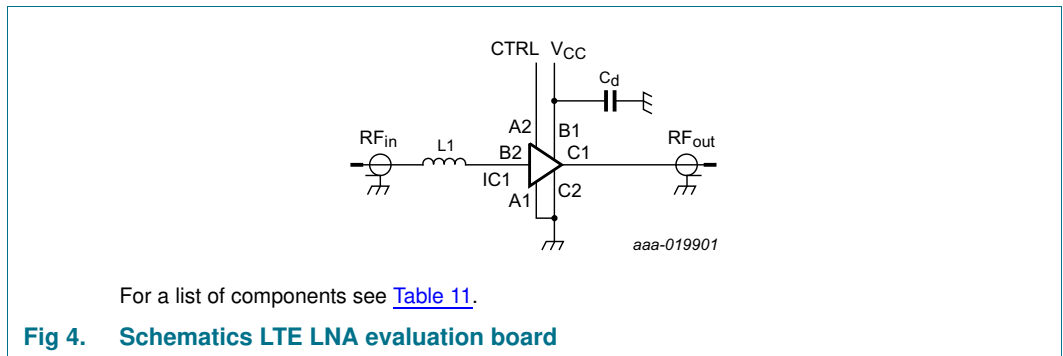 CTRL VCC
Cd
A2 B1
RFin L1 B2 C1 RFout
IC1
A1 C2
aaa-019901
For a list of components see Table 11.
Fig 4. Schematics LTE LNA evaluation board